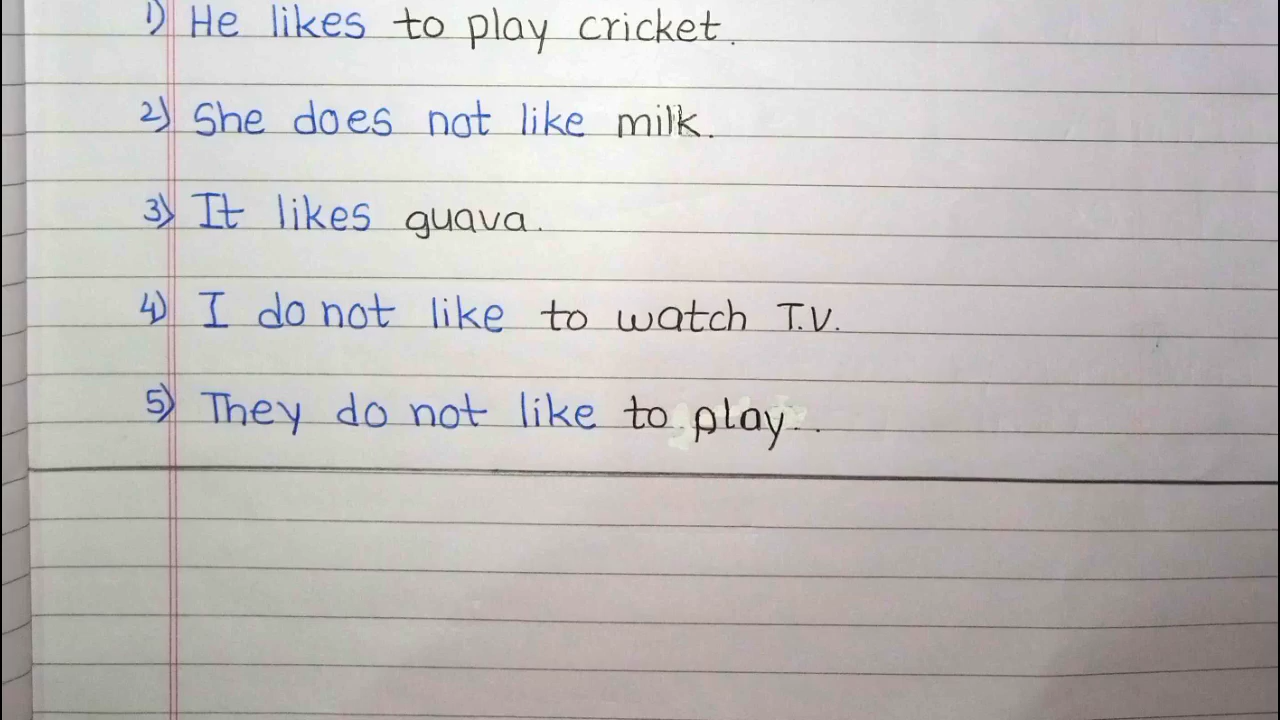 1) He likes to play cricket.
2) She does not like milk.
3) It likes guava.
4) I do not like to watch T.V.
5) They do not like to play..